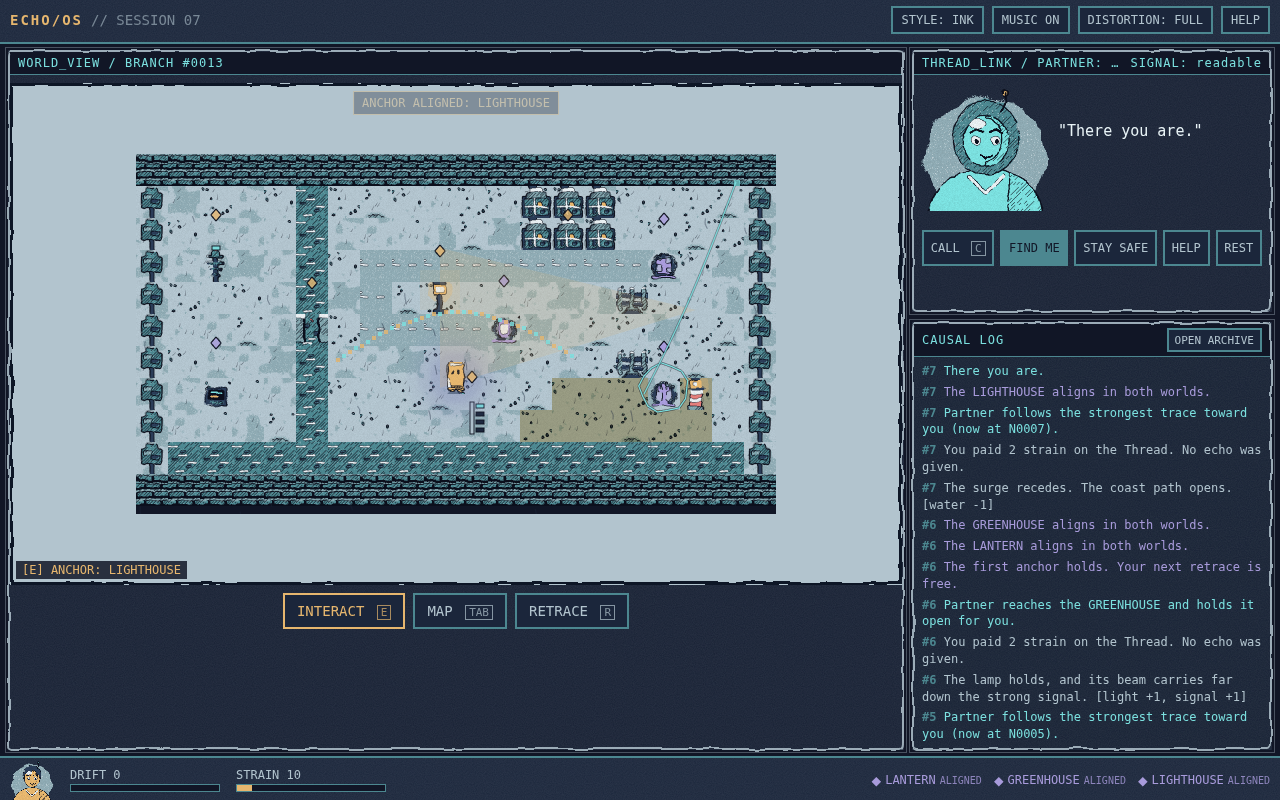 ECHO/OS // SESSION 07
STYLE: INK
MUSIC ON
DISTORTION: FULL
HELP
WORLD_VIEW / BRANCH #0013
ANCHOR ALIGNED: LIGHTHOUSE
[E] ANCHOR: LIGHTHOUSE
INTERACT E
MAP TAB
RETRACE R
THREAD_LINK / PARTNER: … SIGNAL: readable
"There you are."
CALL C
FIND ME
STAY SAFE
HELP
REST
CAUSAL LOG
OPEN ARCHIVE
#7 There you are.
#7 The LIGHTHOUSE aligns in both worlds.
#7 Partner follows the strongest trace toward
you (now at N0007).
#7 You paid 2 strain on the Thread. No echo was
given.
#7 The surge recedes. The coast path opens.
[water -1]
#6 The GREENHOUSE aligns in both worlds.
#6 The LANTERN aligns in both worlds.
#6 The first anchor holds. Your next retrace is
free.
#6 Partner reaches the GREENHOUSE and holds it
open for you.
#6 You paid 2 strain on the Thread. No echo was
given.
#6 The lamp holds, and its beam carries far
down the strong signal. [light +1, signal +1]
#5 Partner follows the strongest trace toward
you (now at N0005).
DRIFT 0
STRAIN 10
LANTERN ALIGNED
GREENHOUSE ALIGNED
LIGHTHOUSE ALIGNED